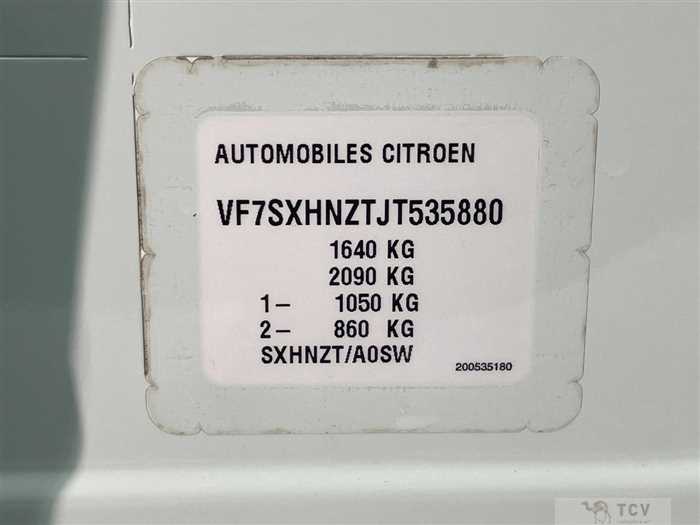 AUTOMOBILES CITROEN
VF7SXHNZTJT535880
1640 KG
2090 KG
1– 1050 KG
2– 860 KG
SXHNZT/A0SW
200535180
TCV